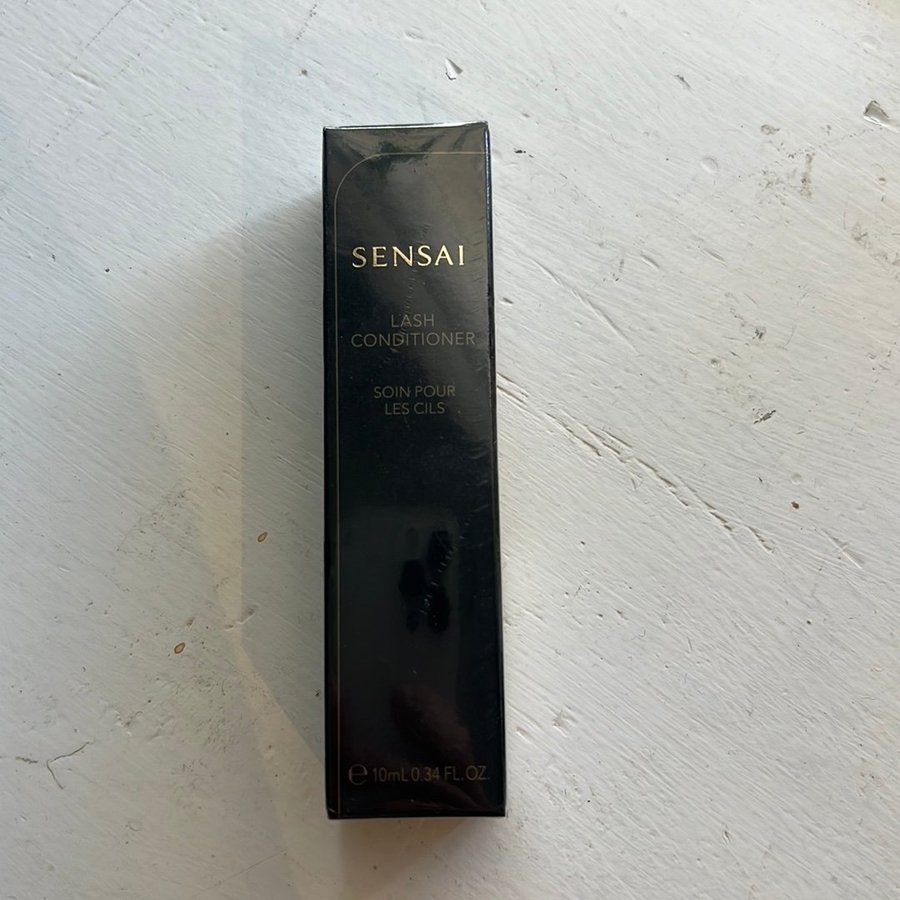 SENSAI
LASH
CONDITIONER
SOIN POUR
LES CILS
℮ 10mL 0.34 FL.OZ.